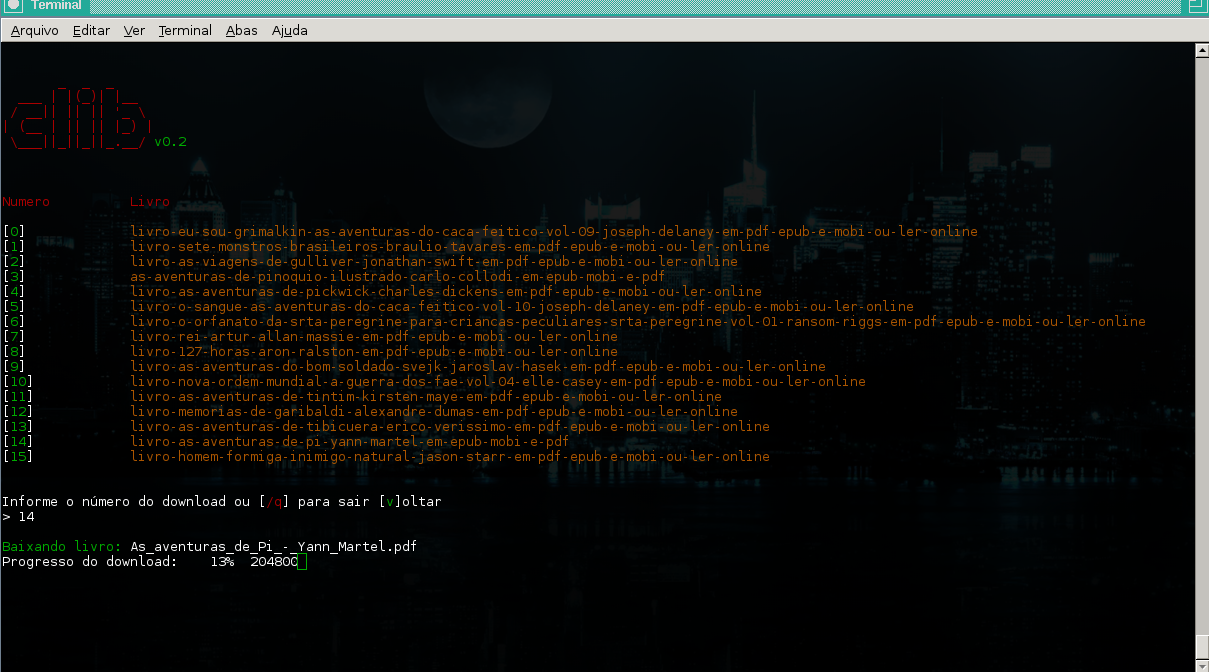 Terminal
Arquivo Editar Ver Terminal Abas Ajuda
clib v0.2
Numero Livro
[0] livro-eu-sou-grimalkin-as-aventuras-do-caca-feitico-vol-09-joseph-delaney-em-pdf-epub-e-mobi-ou-ler-online
[1] livro-sete-monstros-brasileiros-braulio-tavares-em-pdf-epub-e-mobi-ou-ler-online
[2] livro-as-viagens-de-gulliver-jonathan-swift-em-pdf-epub-e-mobi-ou-ler-online
[3] as-aventuras-de-pinoquio-ilustrado-carlo-collodi-em-epub-mobi-e-pdf
[4] livro-as-aventuras-de-pickwick-charles-dickens-em-pdf-epub-e-mobi-ou-ler-online
[5] livro-o-sangue-as-aventuras-do-caca-feitico-vol-10-joseph-delaney-em-pdf-epub-e-mobi-ou-ler-online
[6] livro-o-orfanato-da-srta-peregrine-para-criancas-peculiares-srta-peregrine-vol-01-ransom-riggs-em-pdf-epub-e-mobi-ou-ler-online
[7] livro-rei-artur-allan-massie-em-pdf-epub-e-mobi-ou-ler-online
[8] livro-127-horas-aron-ralston-em-pdf-epub-e-mobi-ou-ler-online
[9] livro-as-aventuras-do-bom-soldado-svejk-jaroslav-hasek-em-pdf-epub-e-mobi-ou-ler-online
[10] livro-nova-ordem-mundial-a-guerra-dos-fae-vol-04-elle-casey-em-pdf-epub-e-mobi-ou-ler-online
[11] livro-as-aventuras-de-tintim-kirsten-maye-em-pdf-epub-e-mobi-ou-ler-online
[12] livro-memorias-de-garibaldi-alexandre-dumas-em-pdf-epub-e-mobi-ou-ler-online
[13] livro-as-aventuras-de-tibicuera-erico-verissimo-em-pdf-epub-e-mobi-ou-ler-online
[14] livro-as-aventuras-de-pi-yann-martel-em-epub-mobi-e-pdf
[15] livro-homem-formiga-inimigo-natural-jason-starr-em-pdf-epub-e-mobi-ou-ler-online
Informe o número do download ou [/q] para sair [v]oltar
> 14
Baixando livro: As_aventuras_de_Pi_-_Yann_Martel.pdf
Progresso do download: 13% 204800